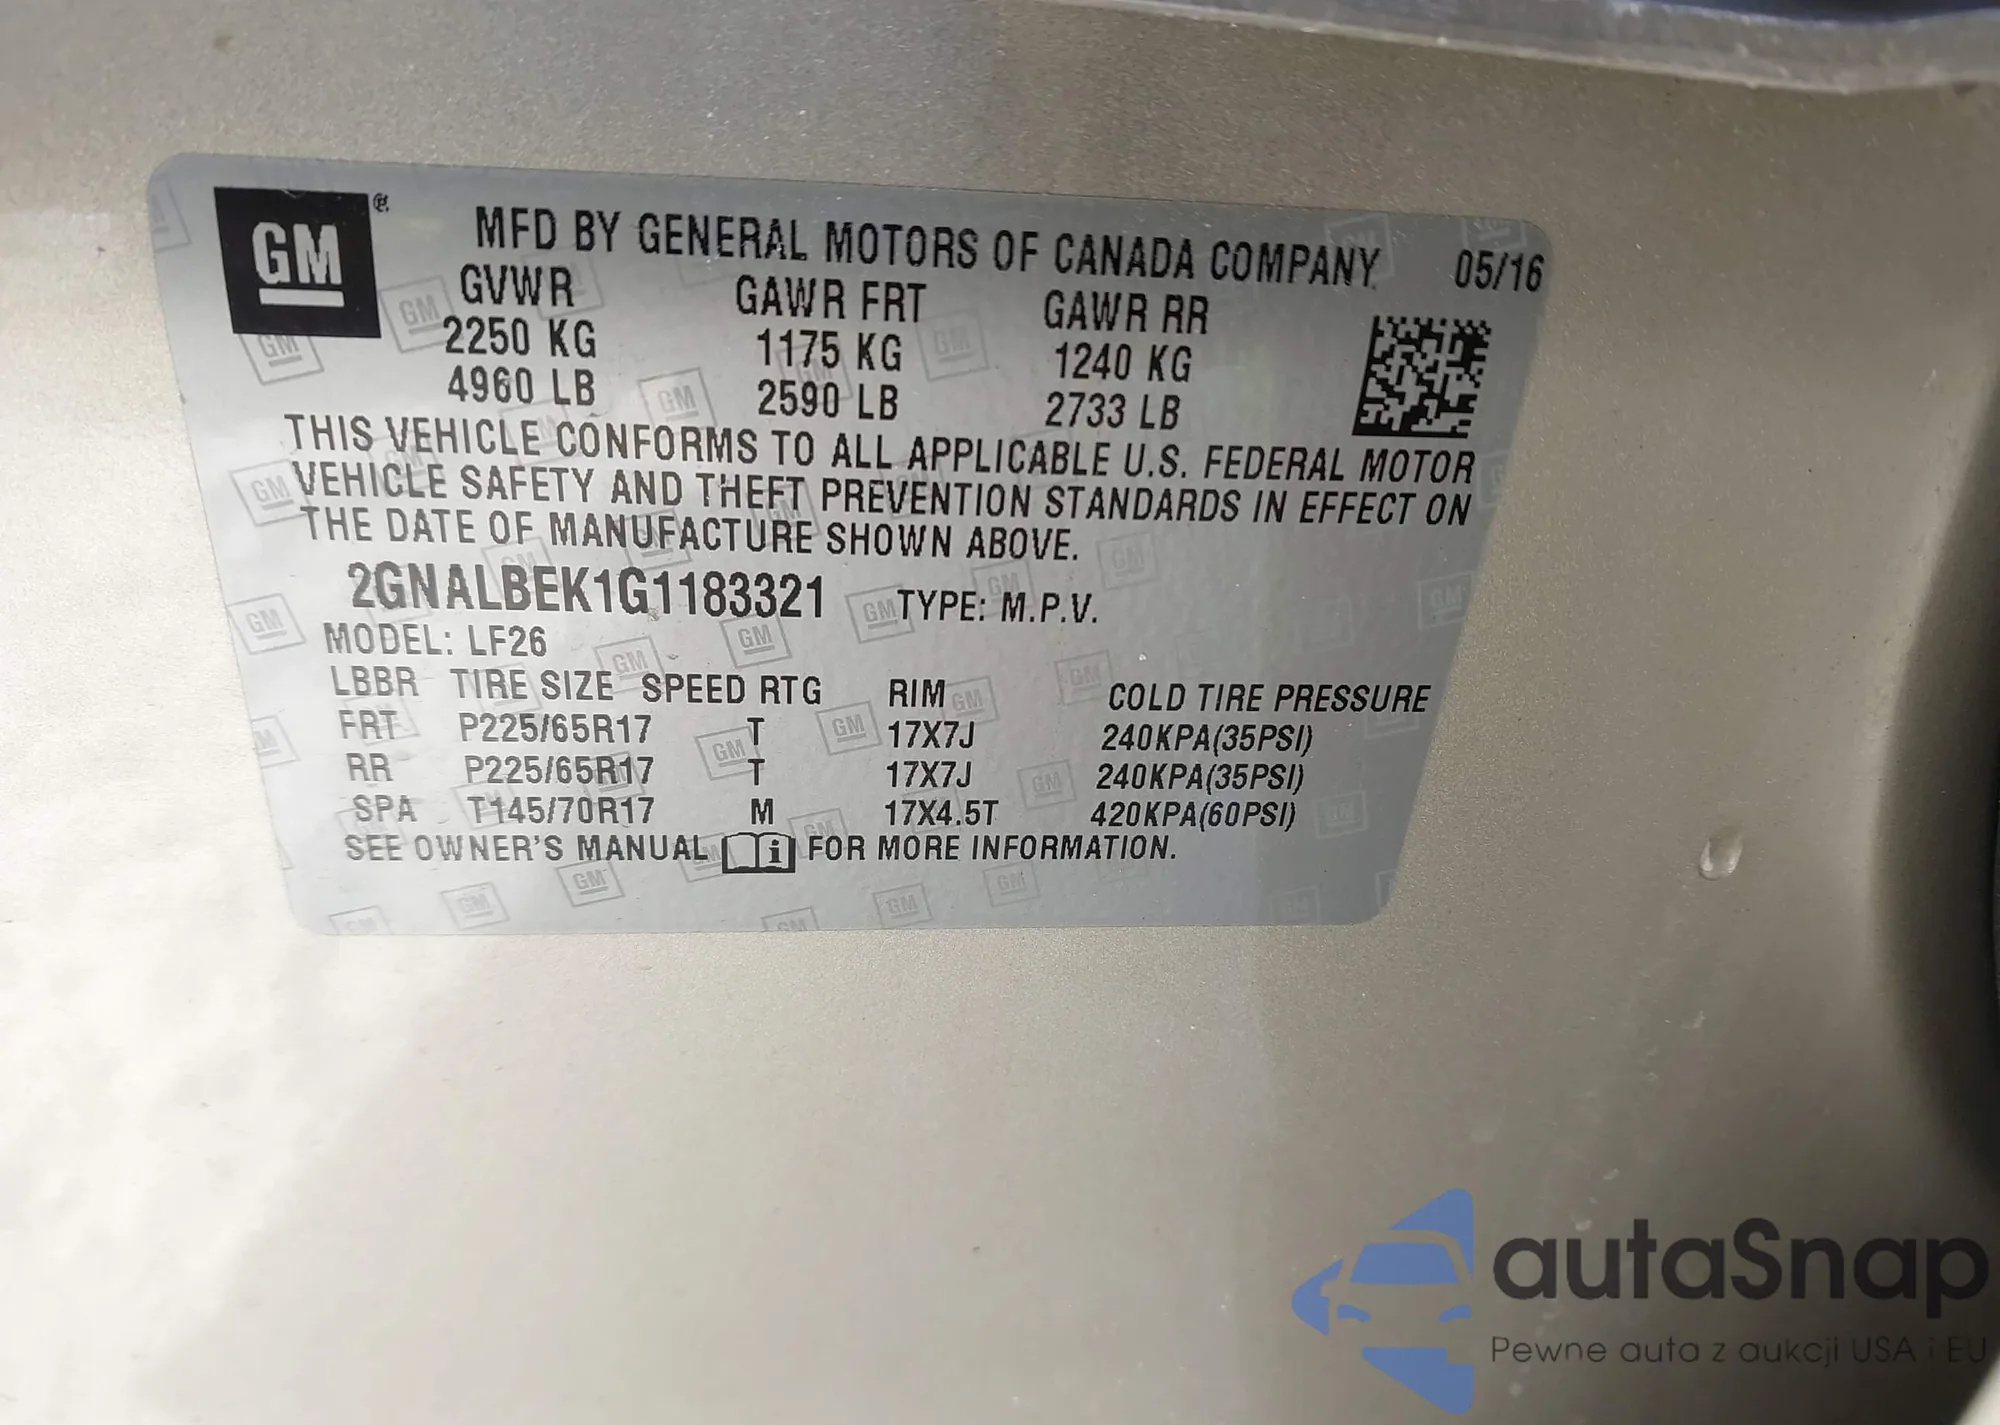 GM
MFD BY GENERAL MOTORS OF CANADA COMPANY 05/16
GVWR GAWR FRT GAWR RR
2250 KG 1175 KG 1240 KG
4960 LB 2590 LB 2733 LB
THIS VEHICLE CONFORMS TO ALL APPLICABLE U.S. FEDERAL MOTOR
VEHICLE SAFETY AND THEFT PREVENTION STANDARDS IN EFFECT ON
THE DATE OF MANUFACTURE SHOWN ABOVE.
2GNALBEK1G1183321 TYPE: M.P.V.
MODEL: LF26
LBBR TIRE SIZE SPEED RTG RIM COLD TIRE PRESSURE
FRT P225/65R17 T 17X7J 240KPA(35PSI)
RR P225/65R17 T 17X7J 240KPA(35PSI)
SPA T145/70R17 M 17X4.5T 420KPA(60PSI)
SEE OWNER'S MANUAL i FOR MORE INFORMATION.
autaSnap
Pewne auta z aukcji USA i EU